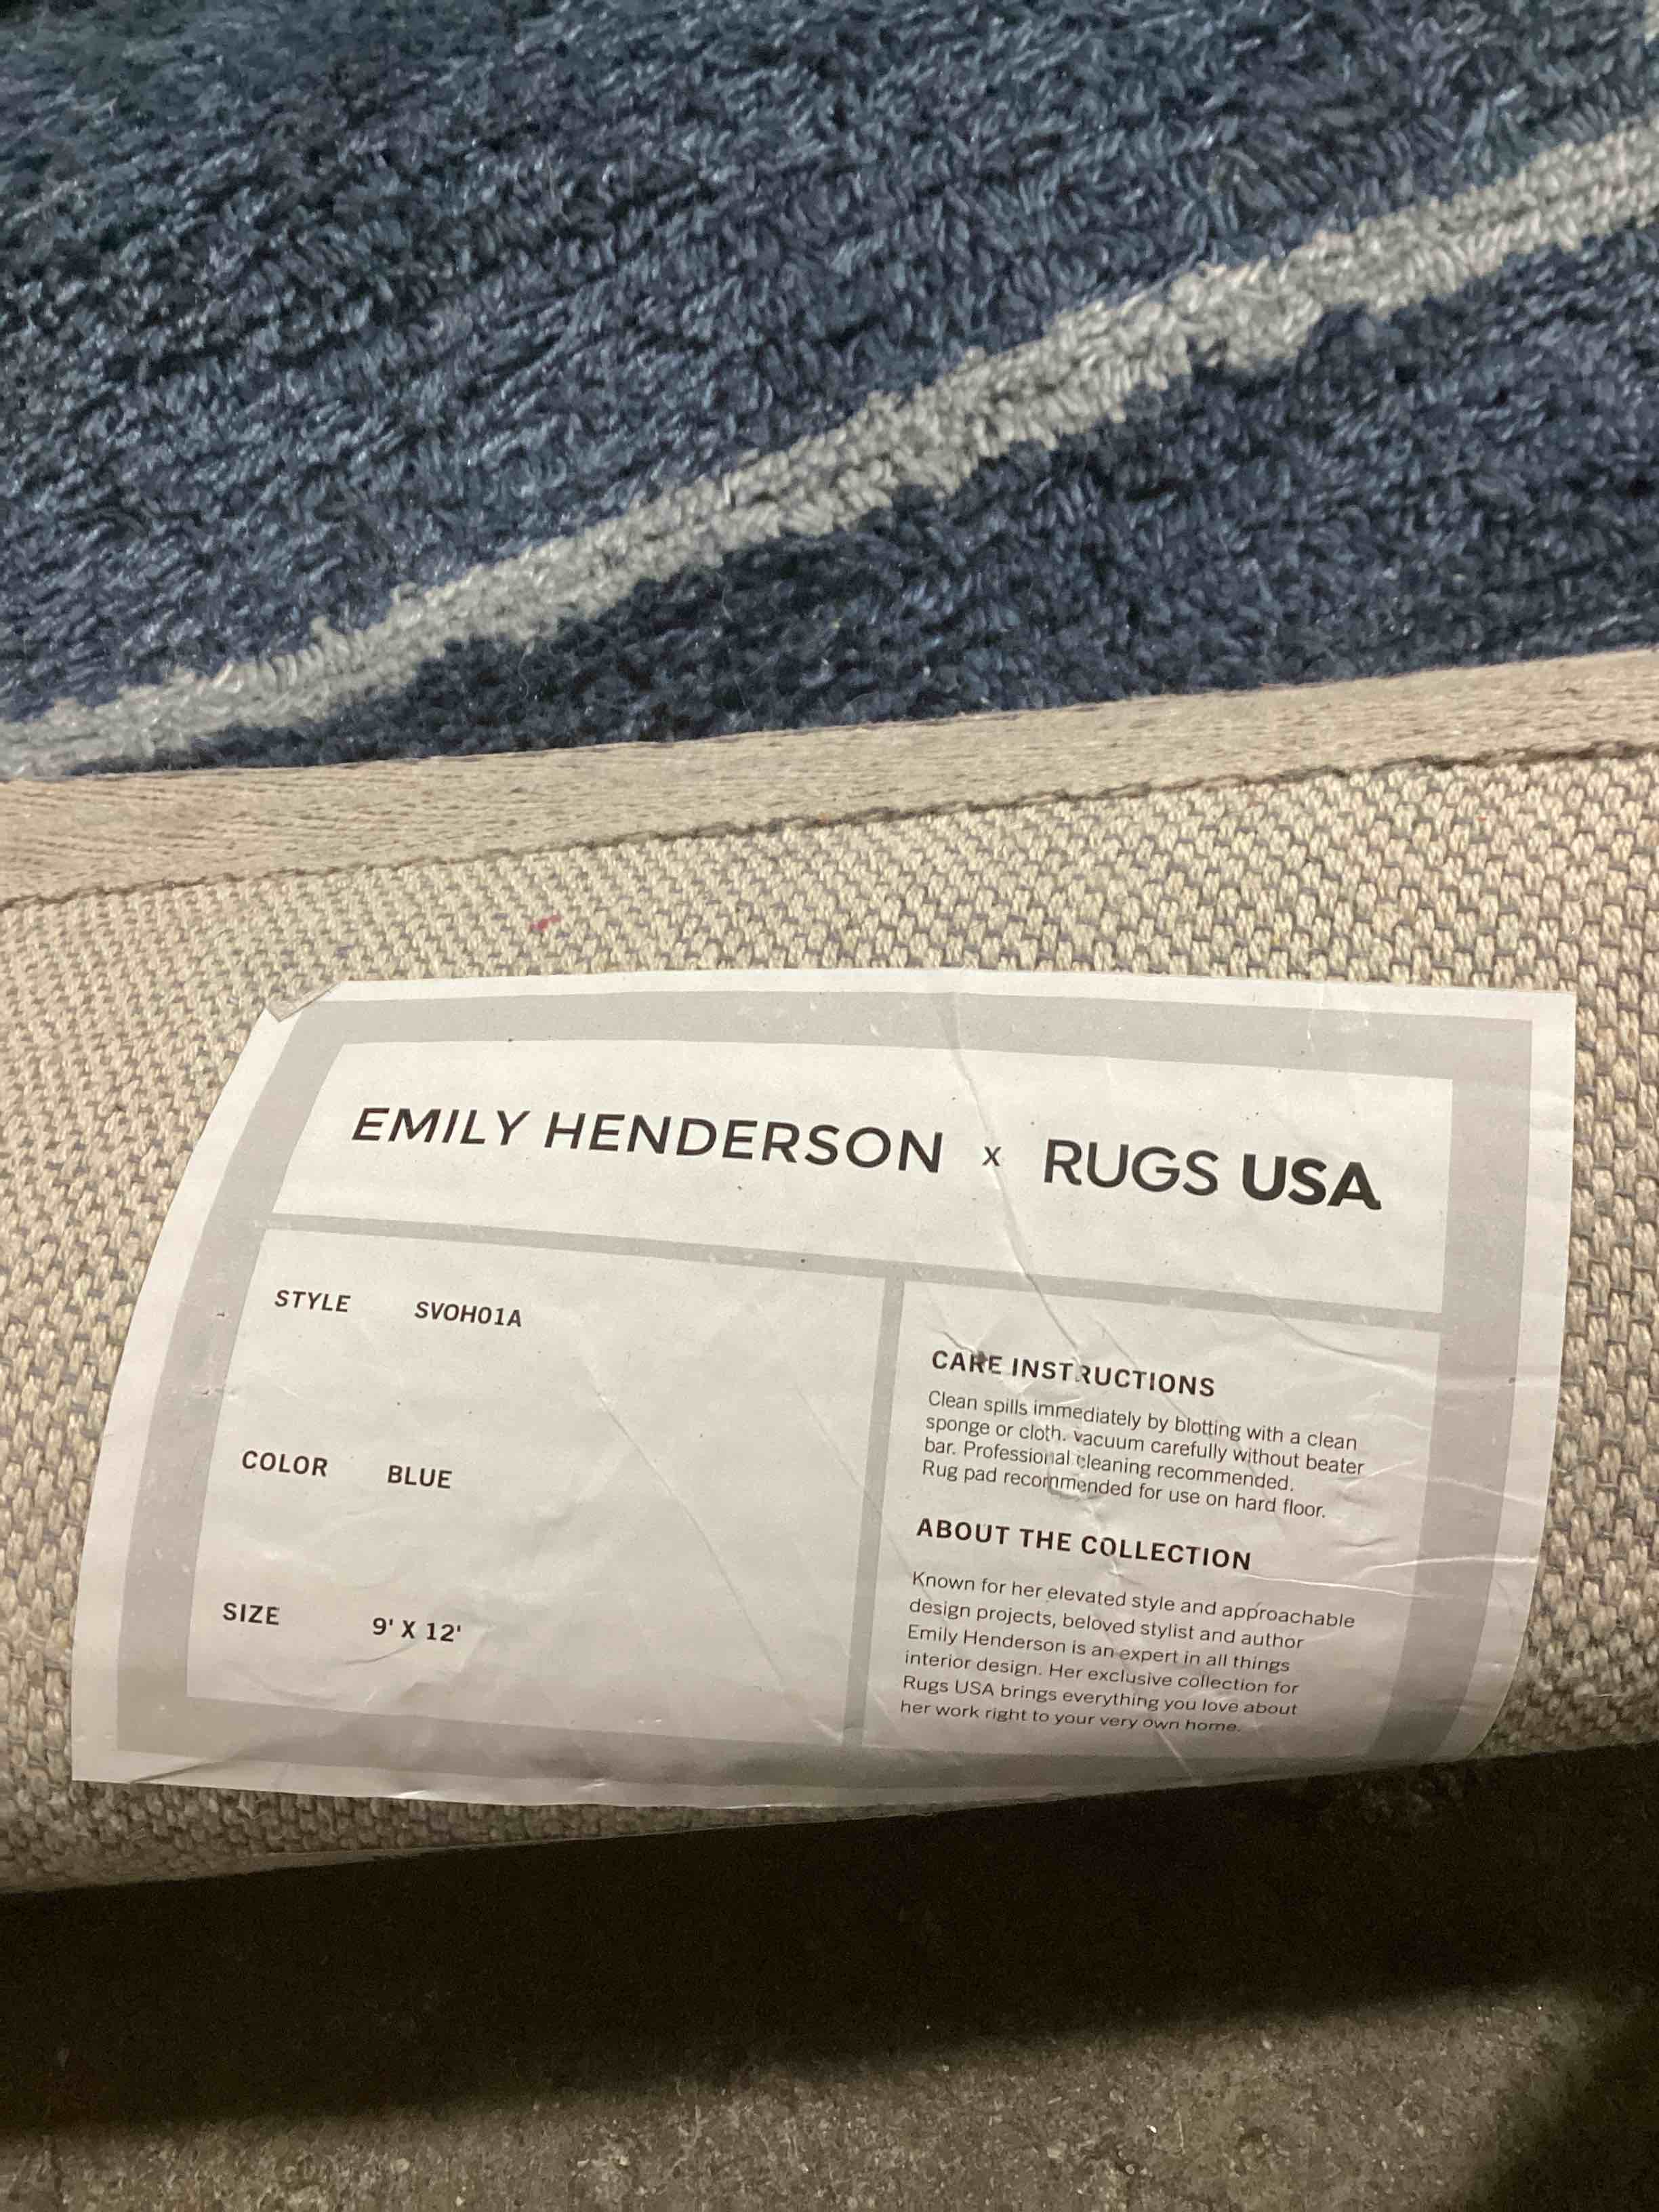 EMILY HENDERSON x RUGS USA
STYLE SVOH01A
COLOR BLUE
SIZE 9' X 12'
CARE INSTRUCTIONS
Clean spills immediately by blotting with a clean
sponge or cloth. vacuum carefully without beater
bar. Professional cleaning recommended.
Rug pad recommended for use on hard floor.
ABOUT THE COLLECTION
Known for her elevated style and approachable
design projects, beloved stylist and author
Emily Henderson is an expert in all things
interior design. Her exclusive collection for
Rugs USA brings everything you love about
her work right to your very own home.